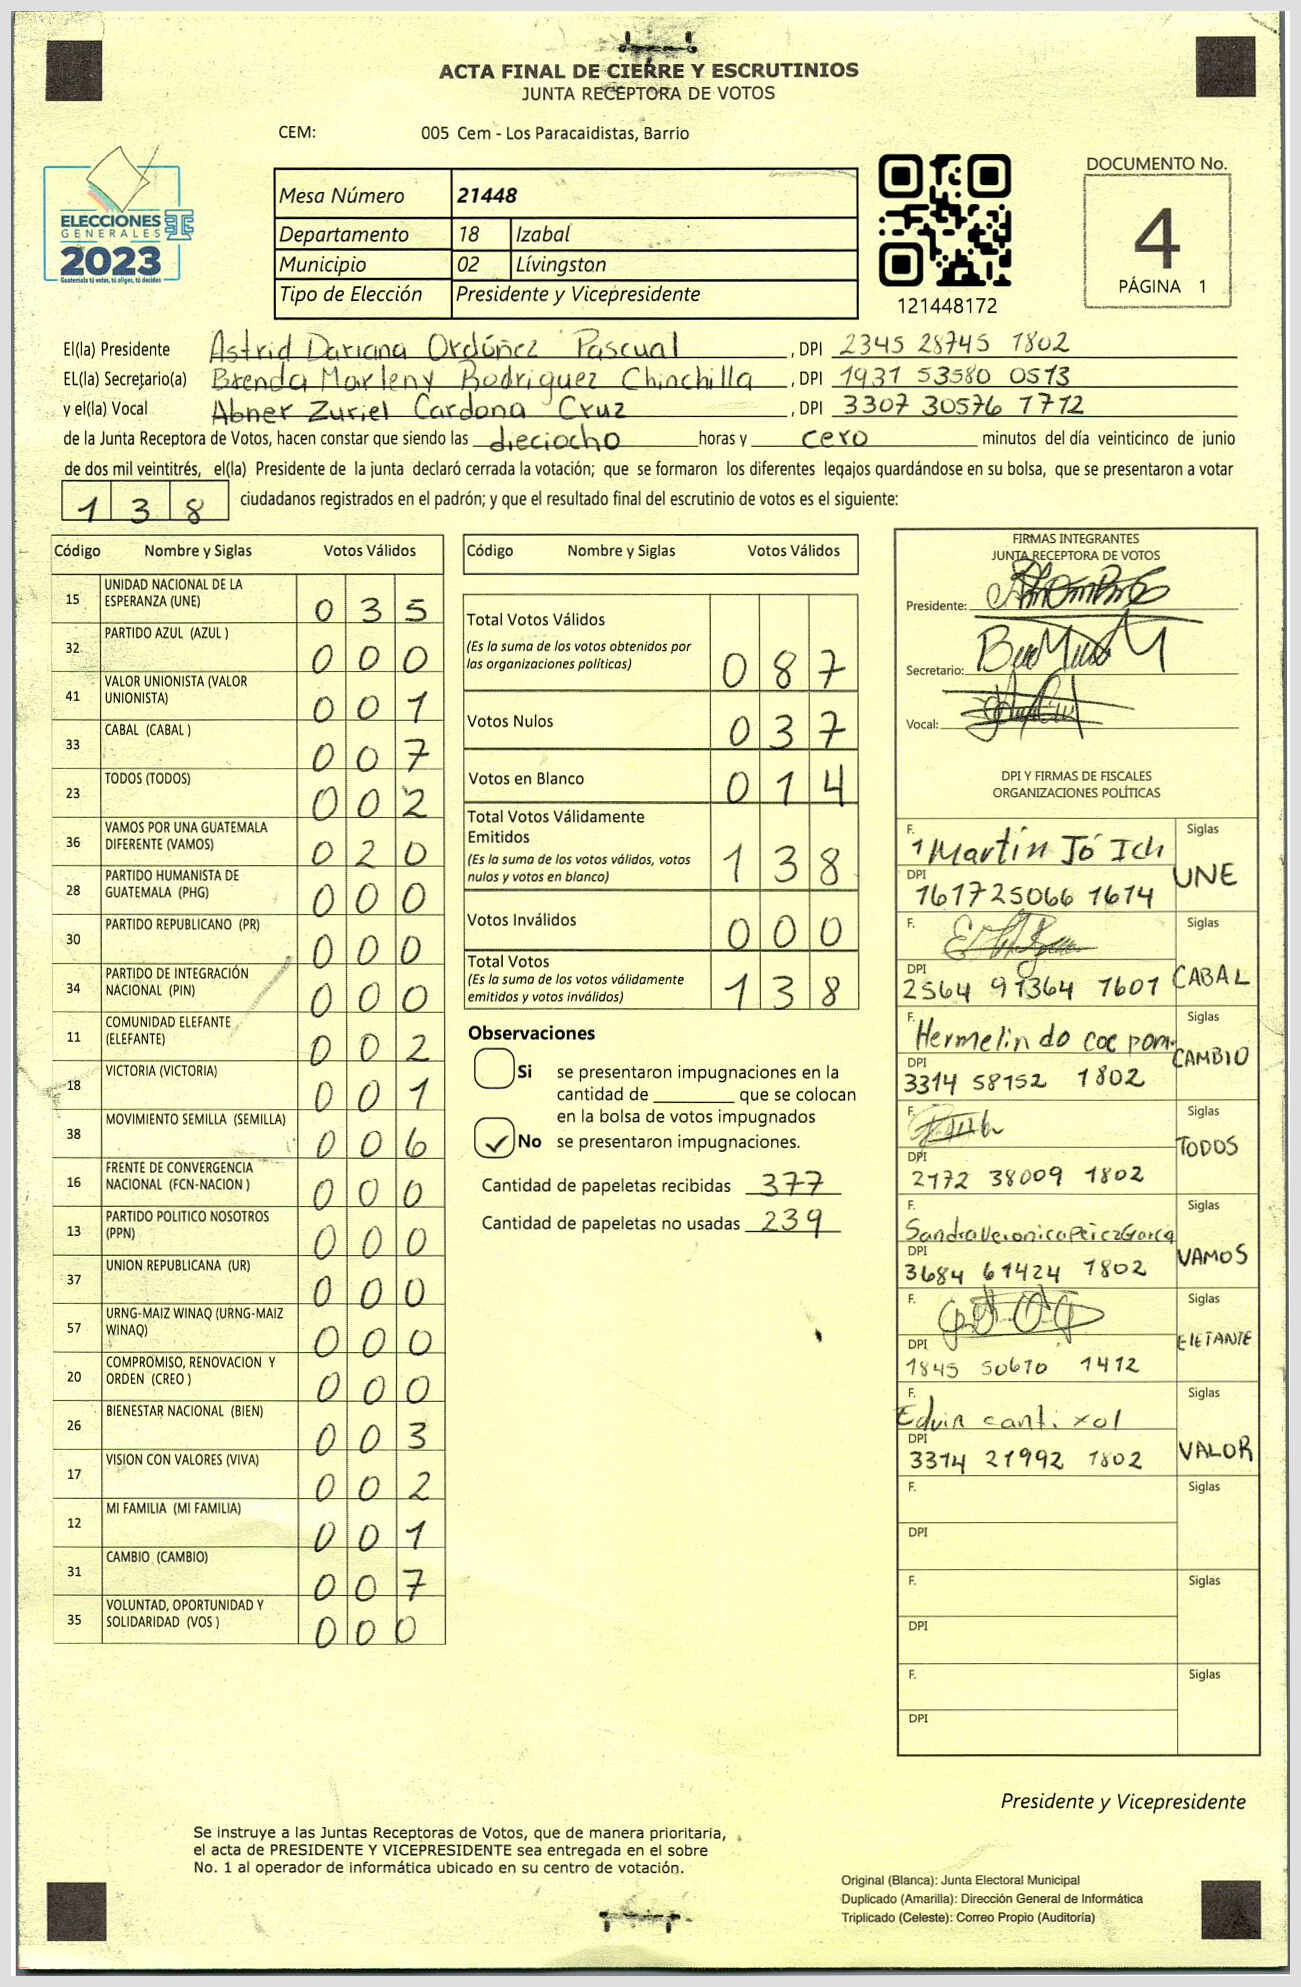 ACTA FINAL DE CIERRE Y ESCRUTINIOS
JUNTA RECEPTORA DE VOTOS
CEM: 005 Cem - Los Paracaidistas, Barrio
ELECCIONES
GENERALES
2023
Guatemala tú votas, tú eliges, tú decides
Mesa Número 21448
Departamento 18 Izabal
Municipio 02 Lívingston
Tipo de Elección Presidente y Vicepresidente
121448172
DOCUMENTO No.
4
PÁGINA 1
El(la) Presidente Astrid Dariana Ordóñez Pascual , DPI 2345 28745 1802
EL(la) Secretario(a) Brenda Marleny Rodriguez Chinchilla , DPI 1931 53580 0513
y el(la) Vocal Abner Zuriel Cardona Cruz , DPI 3307 30576 1712
de la Junta Receptora de Votos, hacen constar que siendo las dieciocho horas y cero minutos del día veinticinco de junio
de dos mil veintitrés, el(la) Presidente de la junta declaró cerrada la votación; que se formaron los diferentes legajos guardándose en su bolsa, que se presentaron a votar
1 3 8 ciudadanos registrados en el padrón; y que el resultado final del escrutinio de votos es el siguiente:
Código Nombre y Siglas Votos Válidos
15 UNIDAD NACIONAL DE LA ESPERANZA (UNE) 0 3 5
32 PARTIDO AZUL (AZUL ) 0 0 0
41 VALOR UNIONISTA (VALOR UNIONISTA) 0 0 1
33 CABAL (CABAL ) 0 0 7
23 TODOS (TODOS) 0 0 2
36 VAMOS POR UNA GUATEMALA DIFERENTE (VAMOS) 0 2 0
28 PARTIDO HUMANISTA DE GUATEMALA (PHG) 0 0 0
30 PARTIDO REPUBLICANO (PR) 0 0 0
34 PARTIDO DE INTEGRACIÓN NACIONAL (PIN) 0 0 0
11 COMUNIDAD ELEFANTE (ELEFANTE) 0 0 2
18 VICTORIA (VICTORIA) 0 0 1
38 MOVIMIENTO SEMILLA (SEMILLA) 0 0 6
16 FRENTE DE CONVERGENCIA NACIONAL (FCN-NACION ) 0 0 0
13 PARTIDO POLITICO NOSOTROS (PPN) 0 0 0
37 UNION REPUBLICANA (UR) 0 0 0
57 URNG-MAIZ WINAQ (URNG-MAIZ WINAQ) 0 0 0
20 COMPROMISO, RENOVACION Y ORDEN (CREO ) 0 0 0
26 BIENESTAR NACIONAL (BIEN) 0 0 3
17 VISION CON VALORES (VIVA) 0 0 2
12 MI FAMILIA (MI FAMILIA) 0 0 1
31 CAMBIO (CAMBIO) 0 0 7
35 VOLUNTAD, OPORTUNIDAD Y SOLIDARIDAD (VOS ) 0 0 0
Código Nombre y Siglas Votos Válidos
Total Votos Válidos
(Es la suma de los votos obtenidos por
las organizaciones políticas) 0 8 7
Votos Nulos 0 3 7
Votos en Blanco 0 1 4
Total Votos Válidamente
Emitidos
(Es la suma de los votos válidos, votos
nulos y votos en blanco) 1 3 8
Votos Inválidos 0 0 0
Total Votos
(Es la suma de los votos válidamente
emitidos y votos inválidos) 1 3 8
Observaciones
Si se presentaron impugnaciones en la
cantidad de ________ que se colocan
en la bolsa de votos impugnados
No se presentaron impugnaciones.
Cantidad de papeletas recibidas 377
Cantidad de papeletas no usadas 239
FIRMAS INTEGRANTES
JUNTA RECEPTORA DE VOTOS
Presidente:
Secretario:
Vocal:
DPI Y FIRMAS DE FISCALES
ORGANIZACIONES POLÍTICAS
F. Martín Jó Ich Siglas
DPI 1617 25066 1614 UNE
F. Siglas
DPI 2564 91364 1601 CABAL
F. Hermelindo coc pom Siglas
DPI 3314 58152 1802 CAMBIO
F. Siglas
DPI 2172 38009 1802 TODOS
F. Sandra Veronica Pérez García Siglas
DPI 3684 61424 1802 VAMOS
F. Siglas
DPI 1845 50610 1412 ElETANTE
F. Edvin cantí xol Siglas
DPI 3314 21992 1802 VALOR
F. Siglas
DPI
F. Siglas
DPI
F. Siglas
DPI
Presidente y Vicepresidente
Se instruye a las Juntas Receptoras de Votos, que de manera prioritaria,
el acta de PRESIDENTE Y VICEPRESIDENTE sea entregada en el sobre
No. 1 al operador de informática ubicado en su centro de votación.
Original (Blanca): Junta Electoral Municipal
Duplicado (Amarilla): Dirección General de Informática
Triplicado (Celeste): Correo Propio (Auditoría)